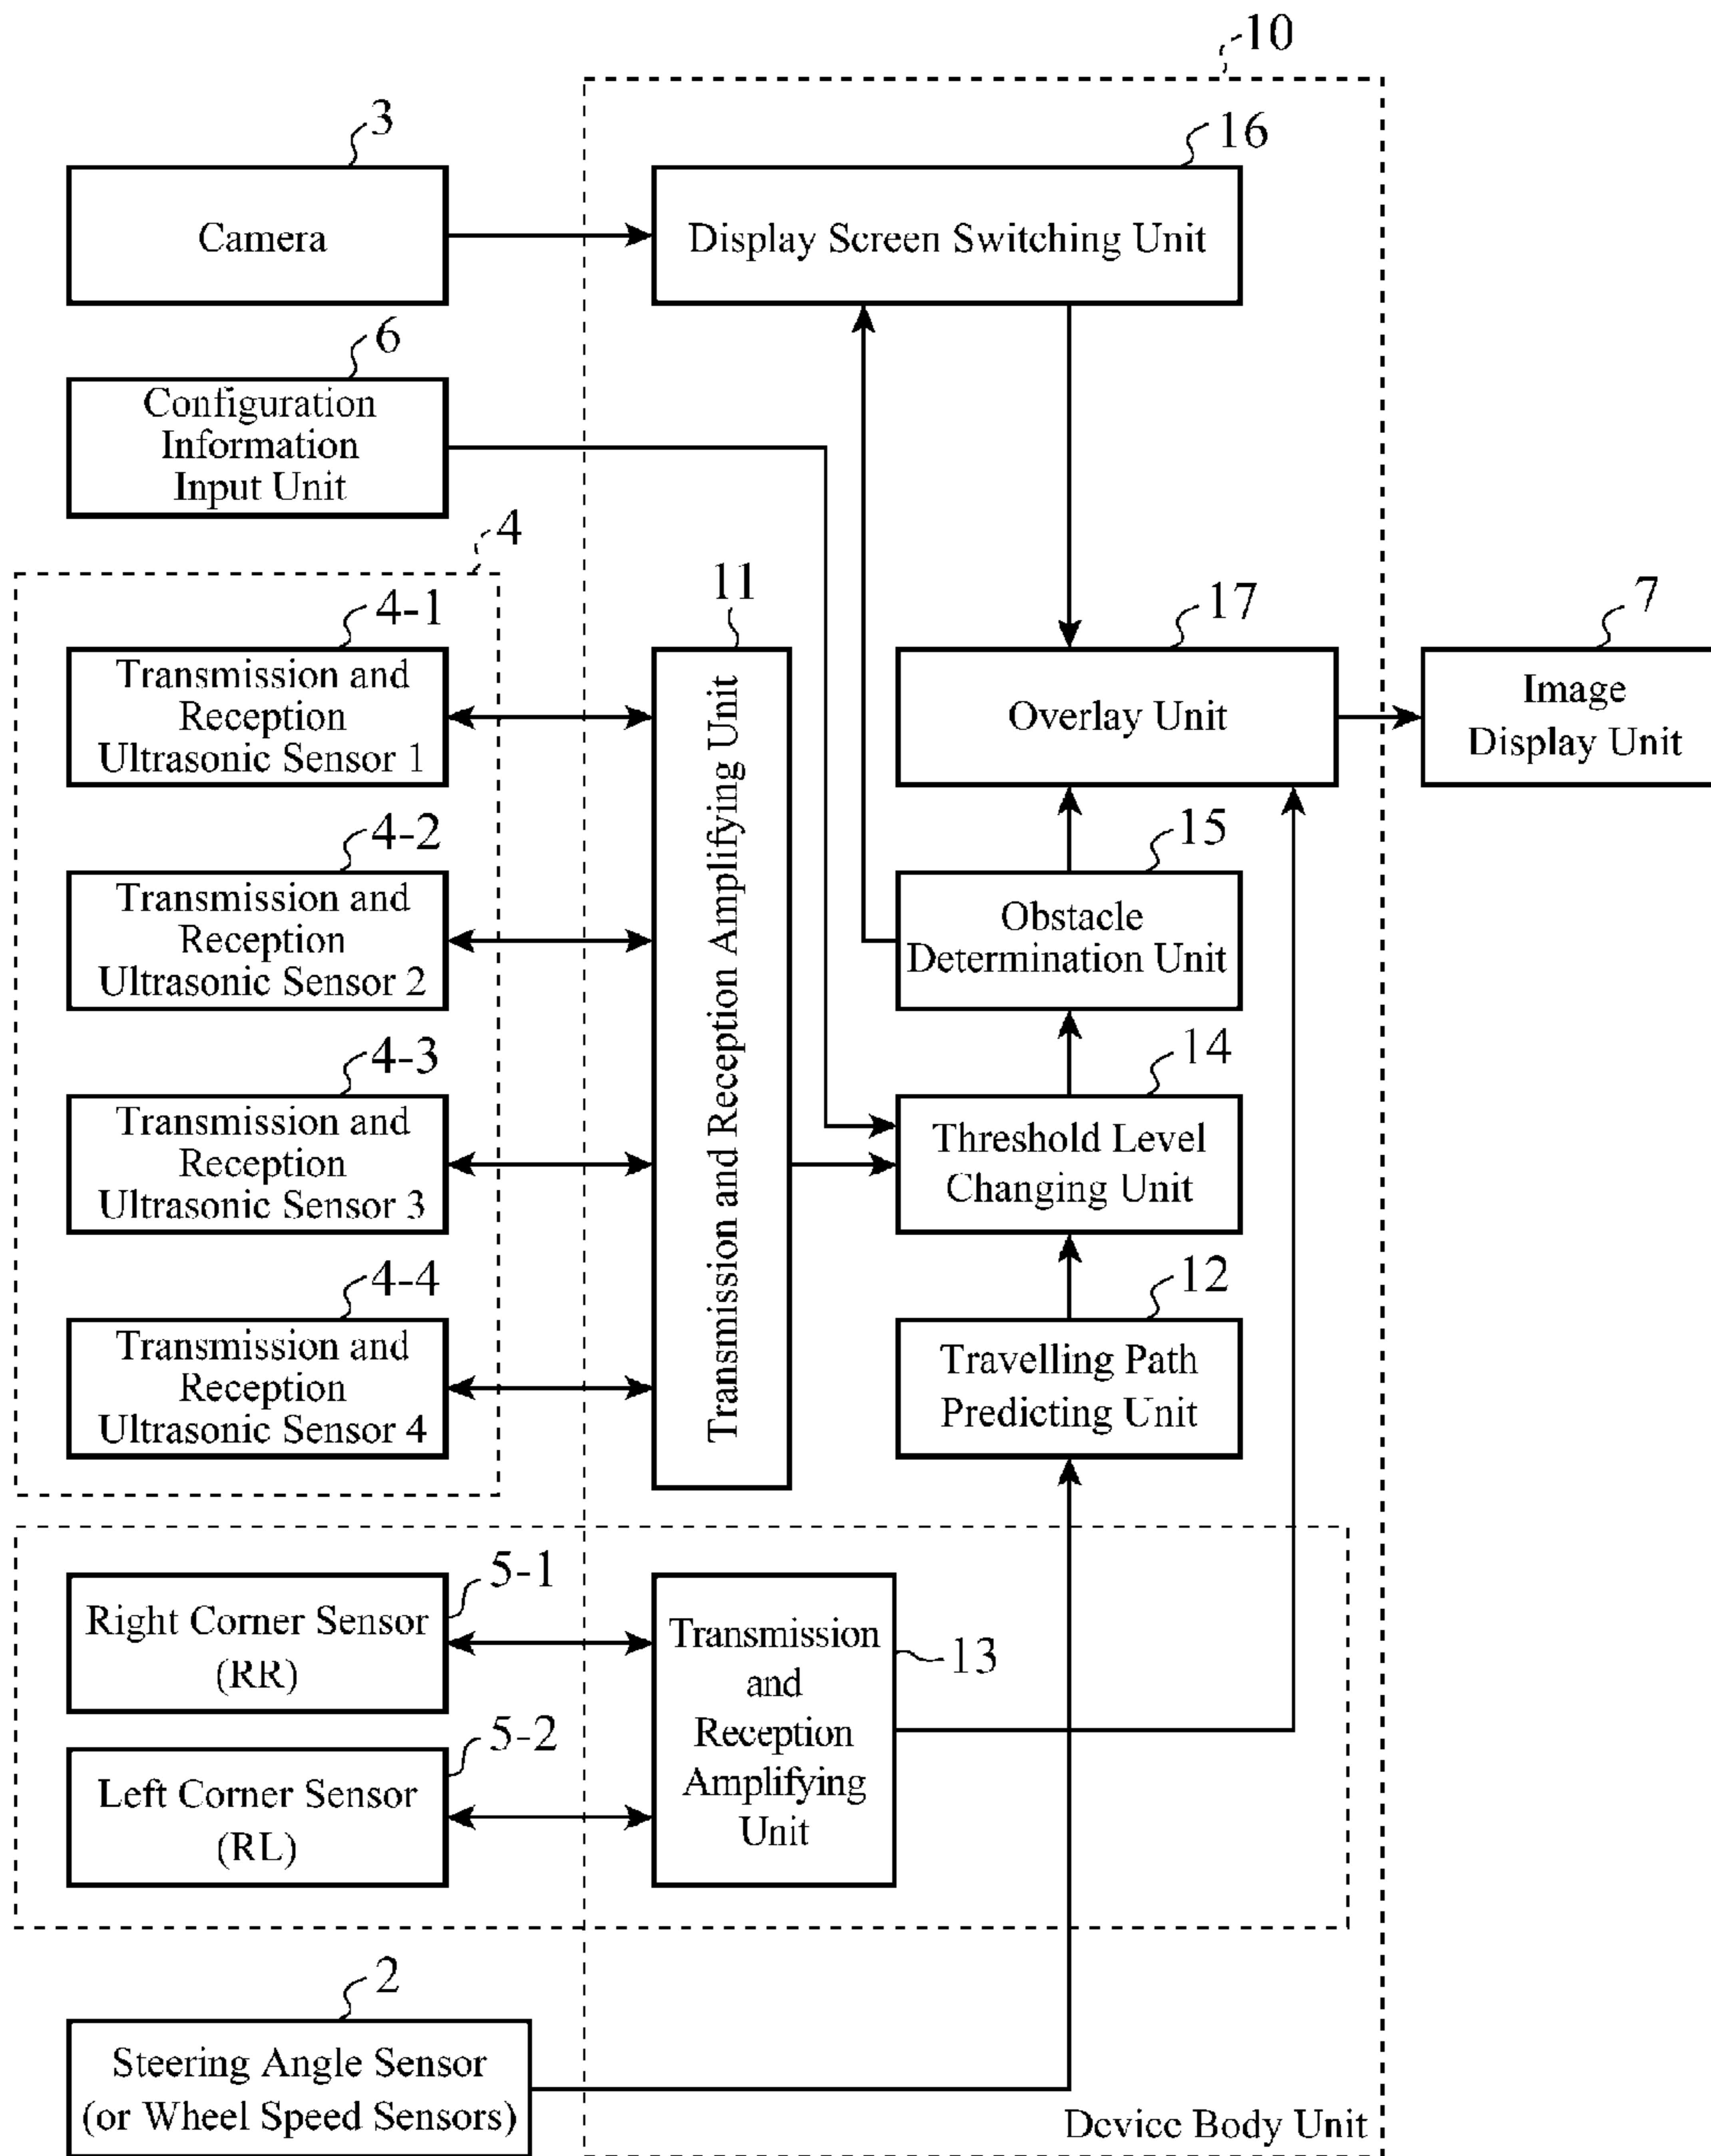 10
3
16
Camera
Display Screen Switching Unit
6
Configuration
Information
Input Unit
4
4-1
11
17
7
Transmission and
Reception
Ultrasonic Sensor 1
Transmission and Reception Amplifying Unit
Overlay Unit
Image
Display Unit
4-2
15
Transmission and
Reception
Ultrasonic Sensor 2
Obstacle
Determination Unit
4-3
14
Transmission and
Reception
Ultrasonic Sensor 3
Threshold Level
Changing Unit
4-4
12
Transmission and
Reception
Ultrasonic Sensor 4
Travelling Path
Predicting Unit
5-1
Right Corner Sensor
(RR)
Transmission
and
Reception
Amplifying
Unit
13
5-2
Left Corner Sensor
(RL)
2
Steering Angle Sensor
(or Wheel Speed Sensors)
Device Body Unit